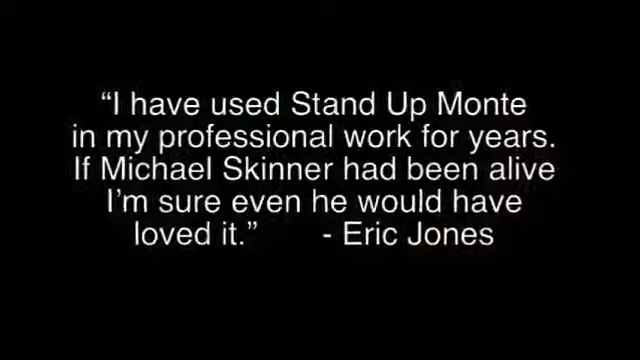 “I have used Stand Up Monte
in my professional work for years.
If Michael Skinner had been alive
I’m sure even he would have
loved it.” - Eric Jones